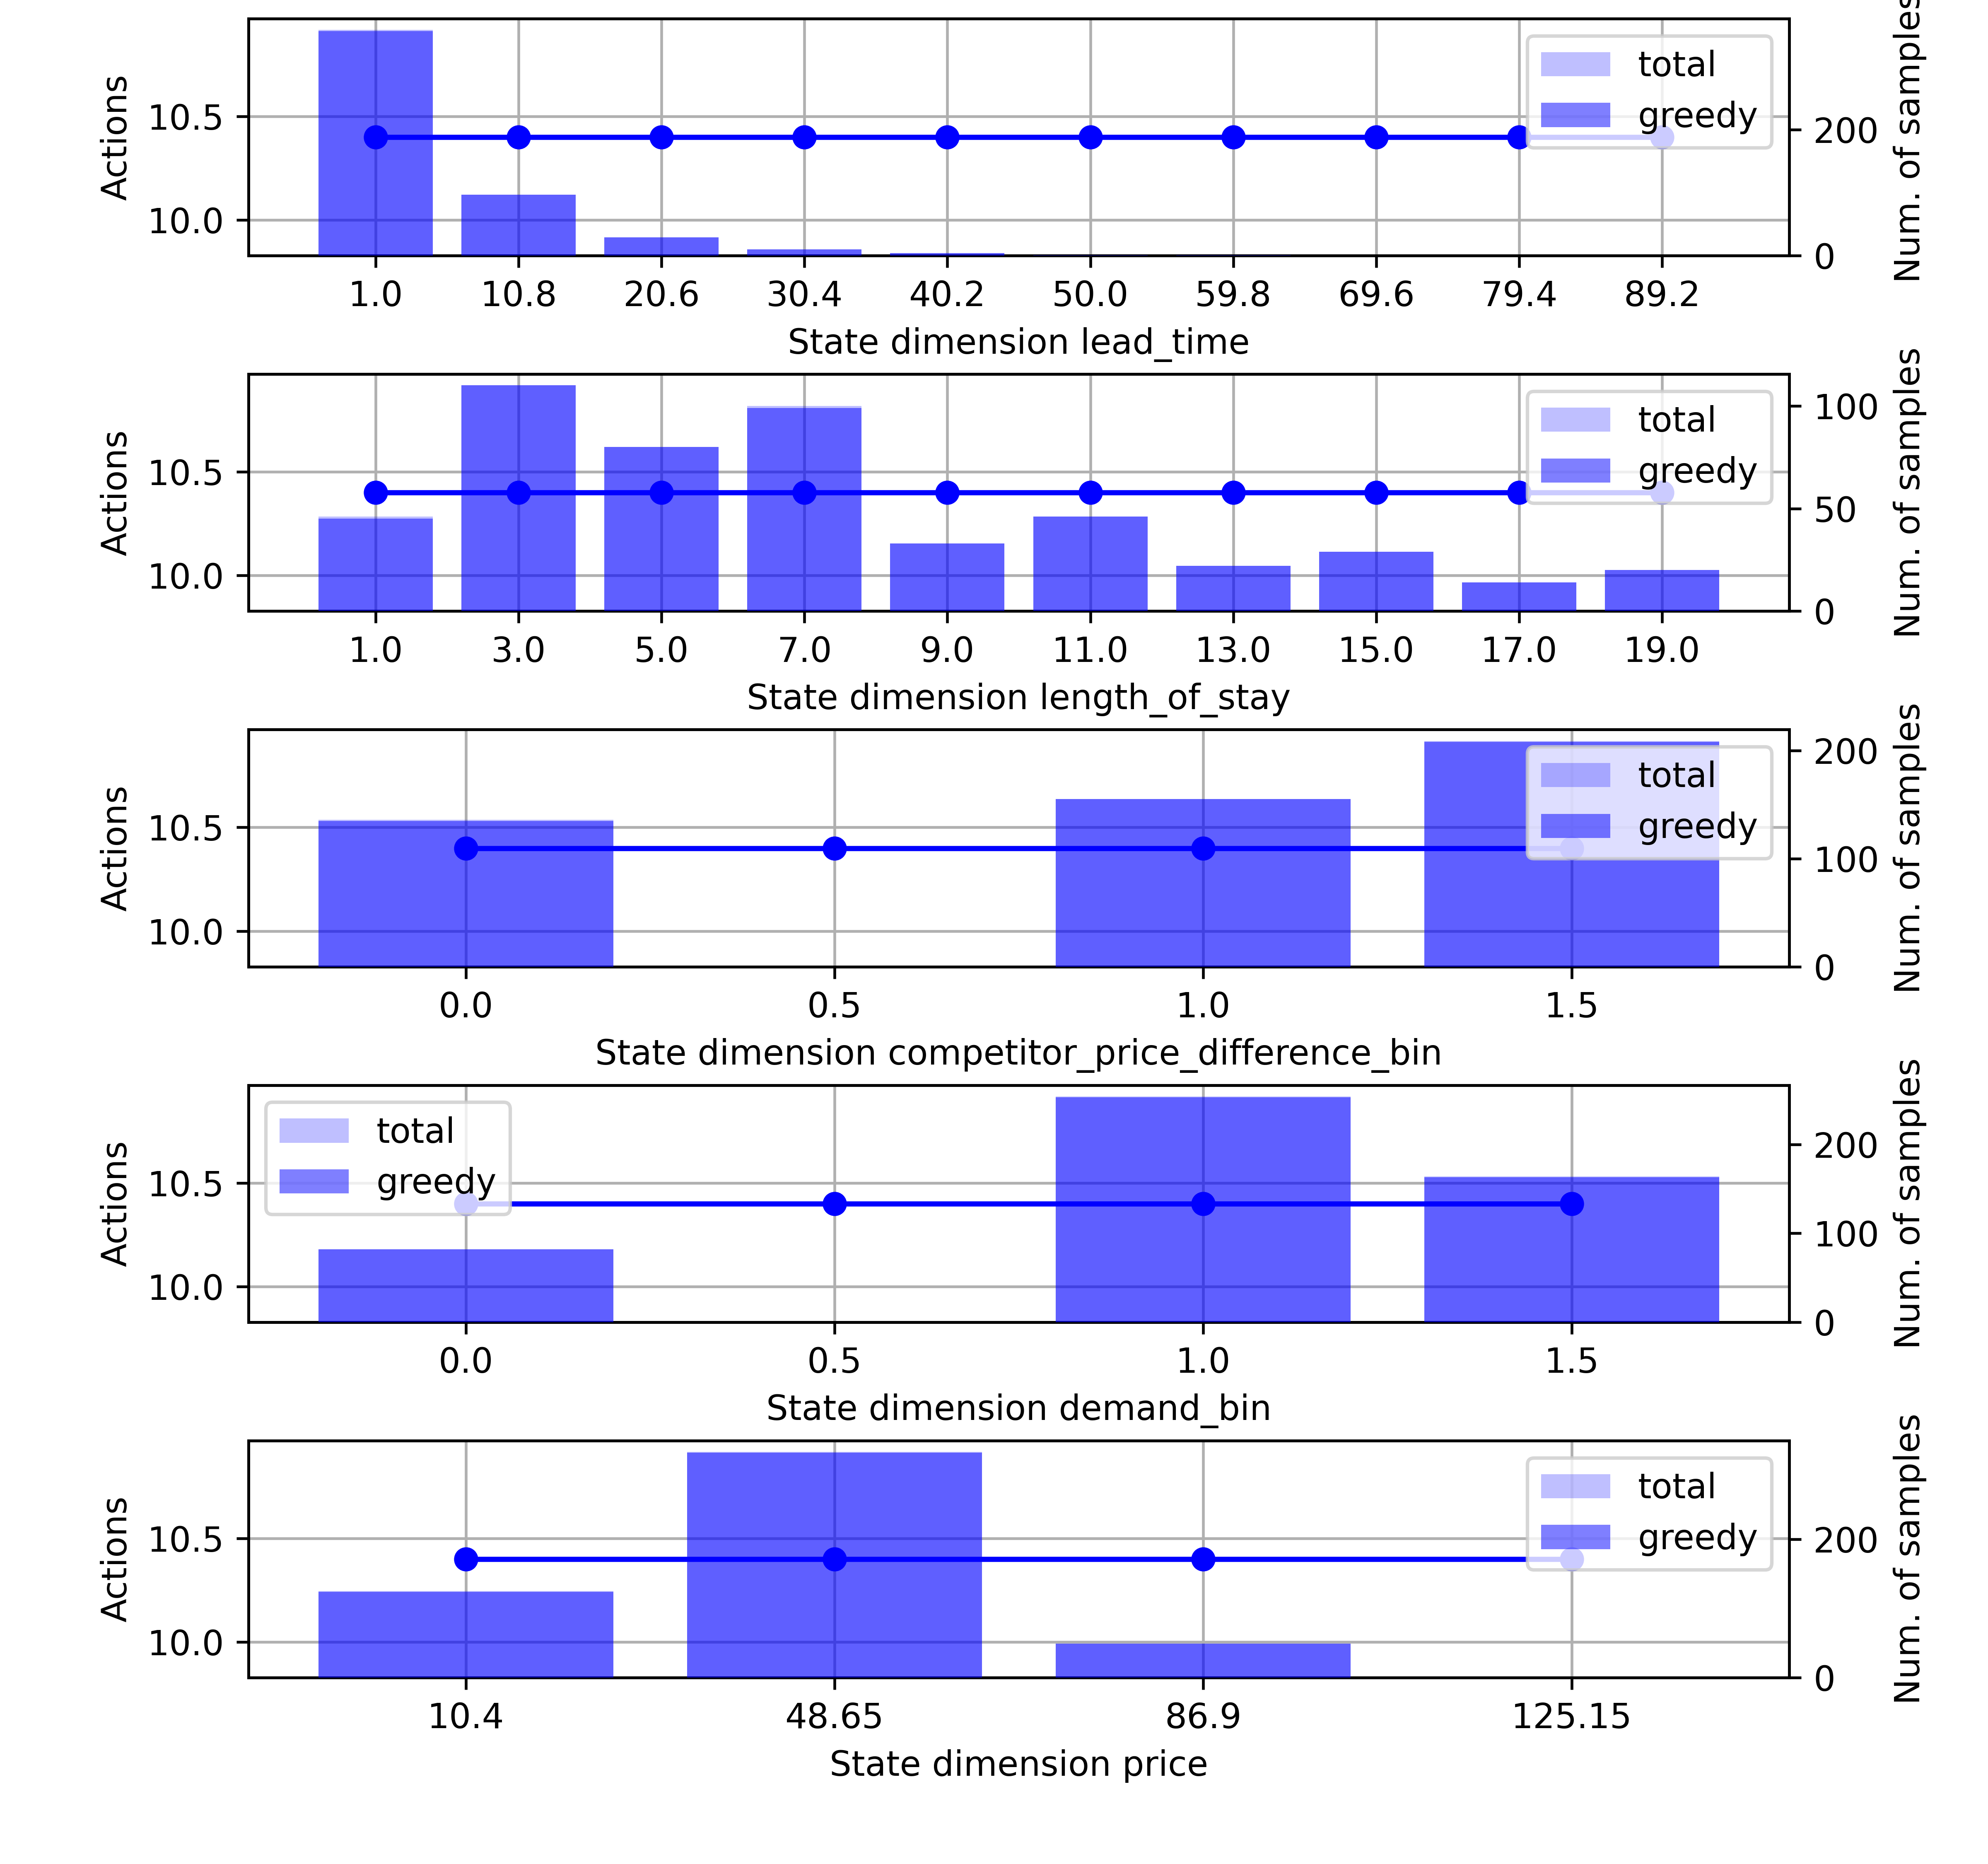 Actions
10.5
10.0
total
greedy
200
0
Num. of samples
1.0 10.8 20.6 30.4 40.2 50.0 59.8 69.6 79.4 89.2
State dimension lead_time
Actions
10.5
10.0
total
greedy
100
50
0
Num. of samples
1.0 3.0 5.0 7.0 9.0 11.0 13.0 15.0 17.0 19.0
State dimension length_of_stay
Actions
10.5
10.0
total
greedy
200
100
0
Num. of samples
0.0 0.5 1.0 1.5
State dimension competitor_price_difference_bin
Actions
10.5
10.0
total
greedy
200
100
0
Num. of samples
0.0 0.5 1.0 1.5
State dimension demand_bin
Actions
10.5
10.0
total
greedy
200
0
Num. of samples
10.4 48.65 86.9 125.15
State dimension price